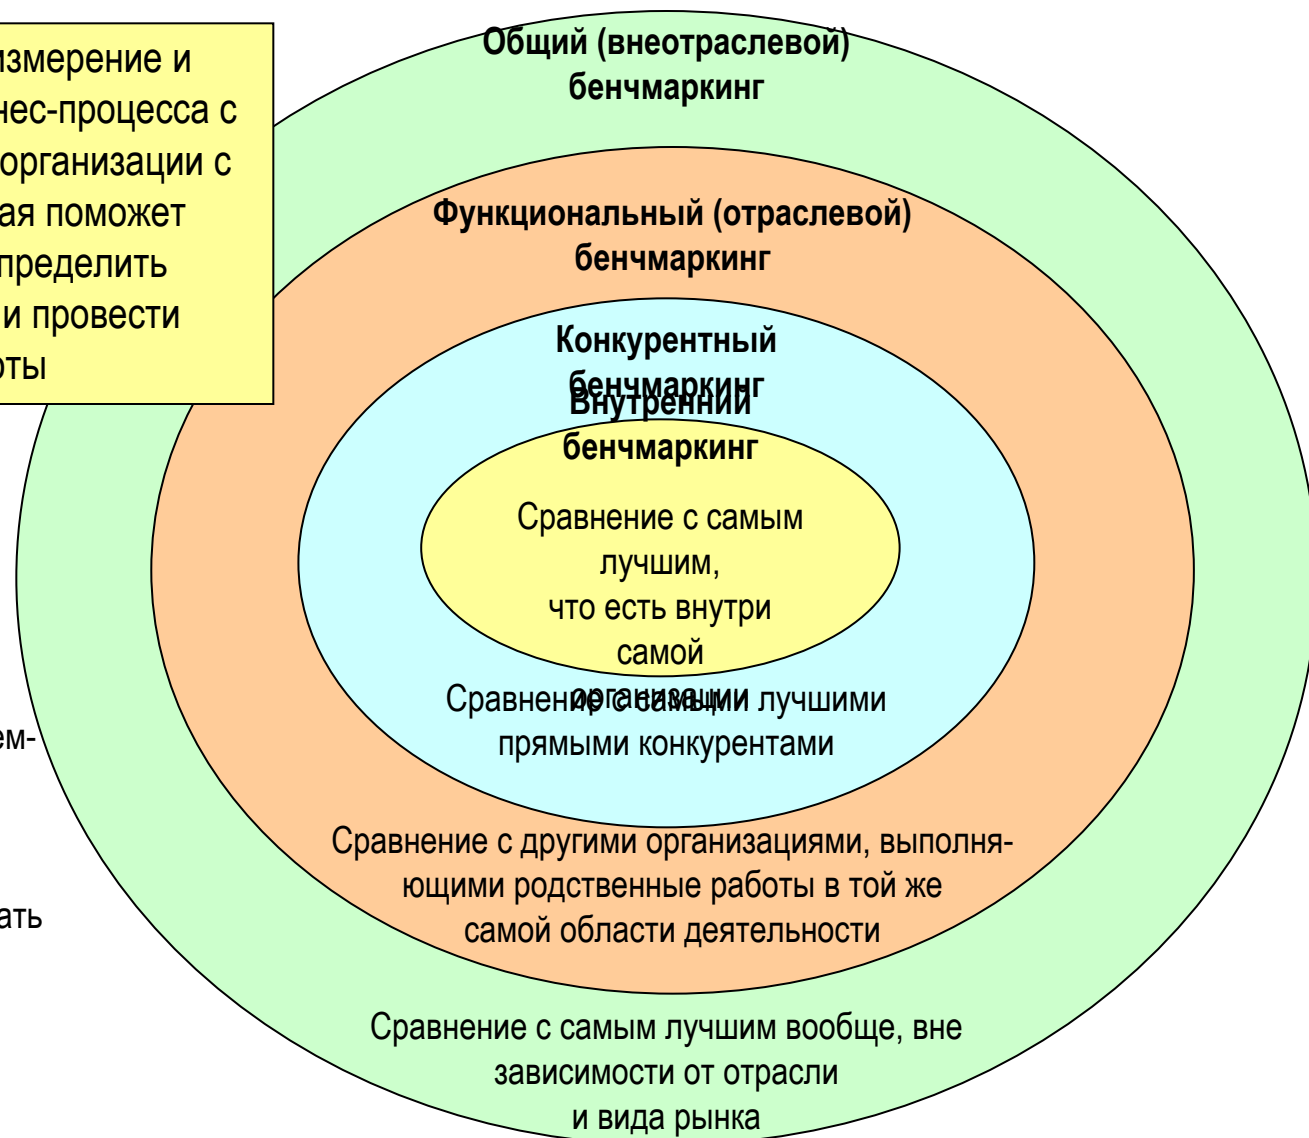 измерение и
нес-процесса с
организации с
ая поможет
пределить
и провести
оты
Общий (внеотраслевой)
бенчмаркинг
Функциональный (отраслевой)
бенчмаркинг
Конкурентный
бенчмаркинг
Внутренний
бенчмаркинг
Сравнение с самым
лучшим,
что есть внутри
самой
организации
Сравнение с самыми лучшими
прямыми конкурентами
ем-
Сравнение с другими организациями, выполня-
ющими родственные работы в той же
самой области деятельности
ать
Сравнение с самым лучшим вообще, вне
зависимости от отрасли
и вида рынка